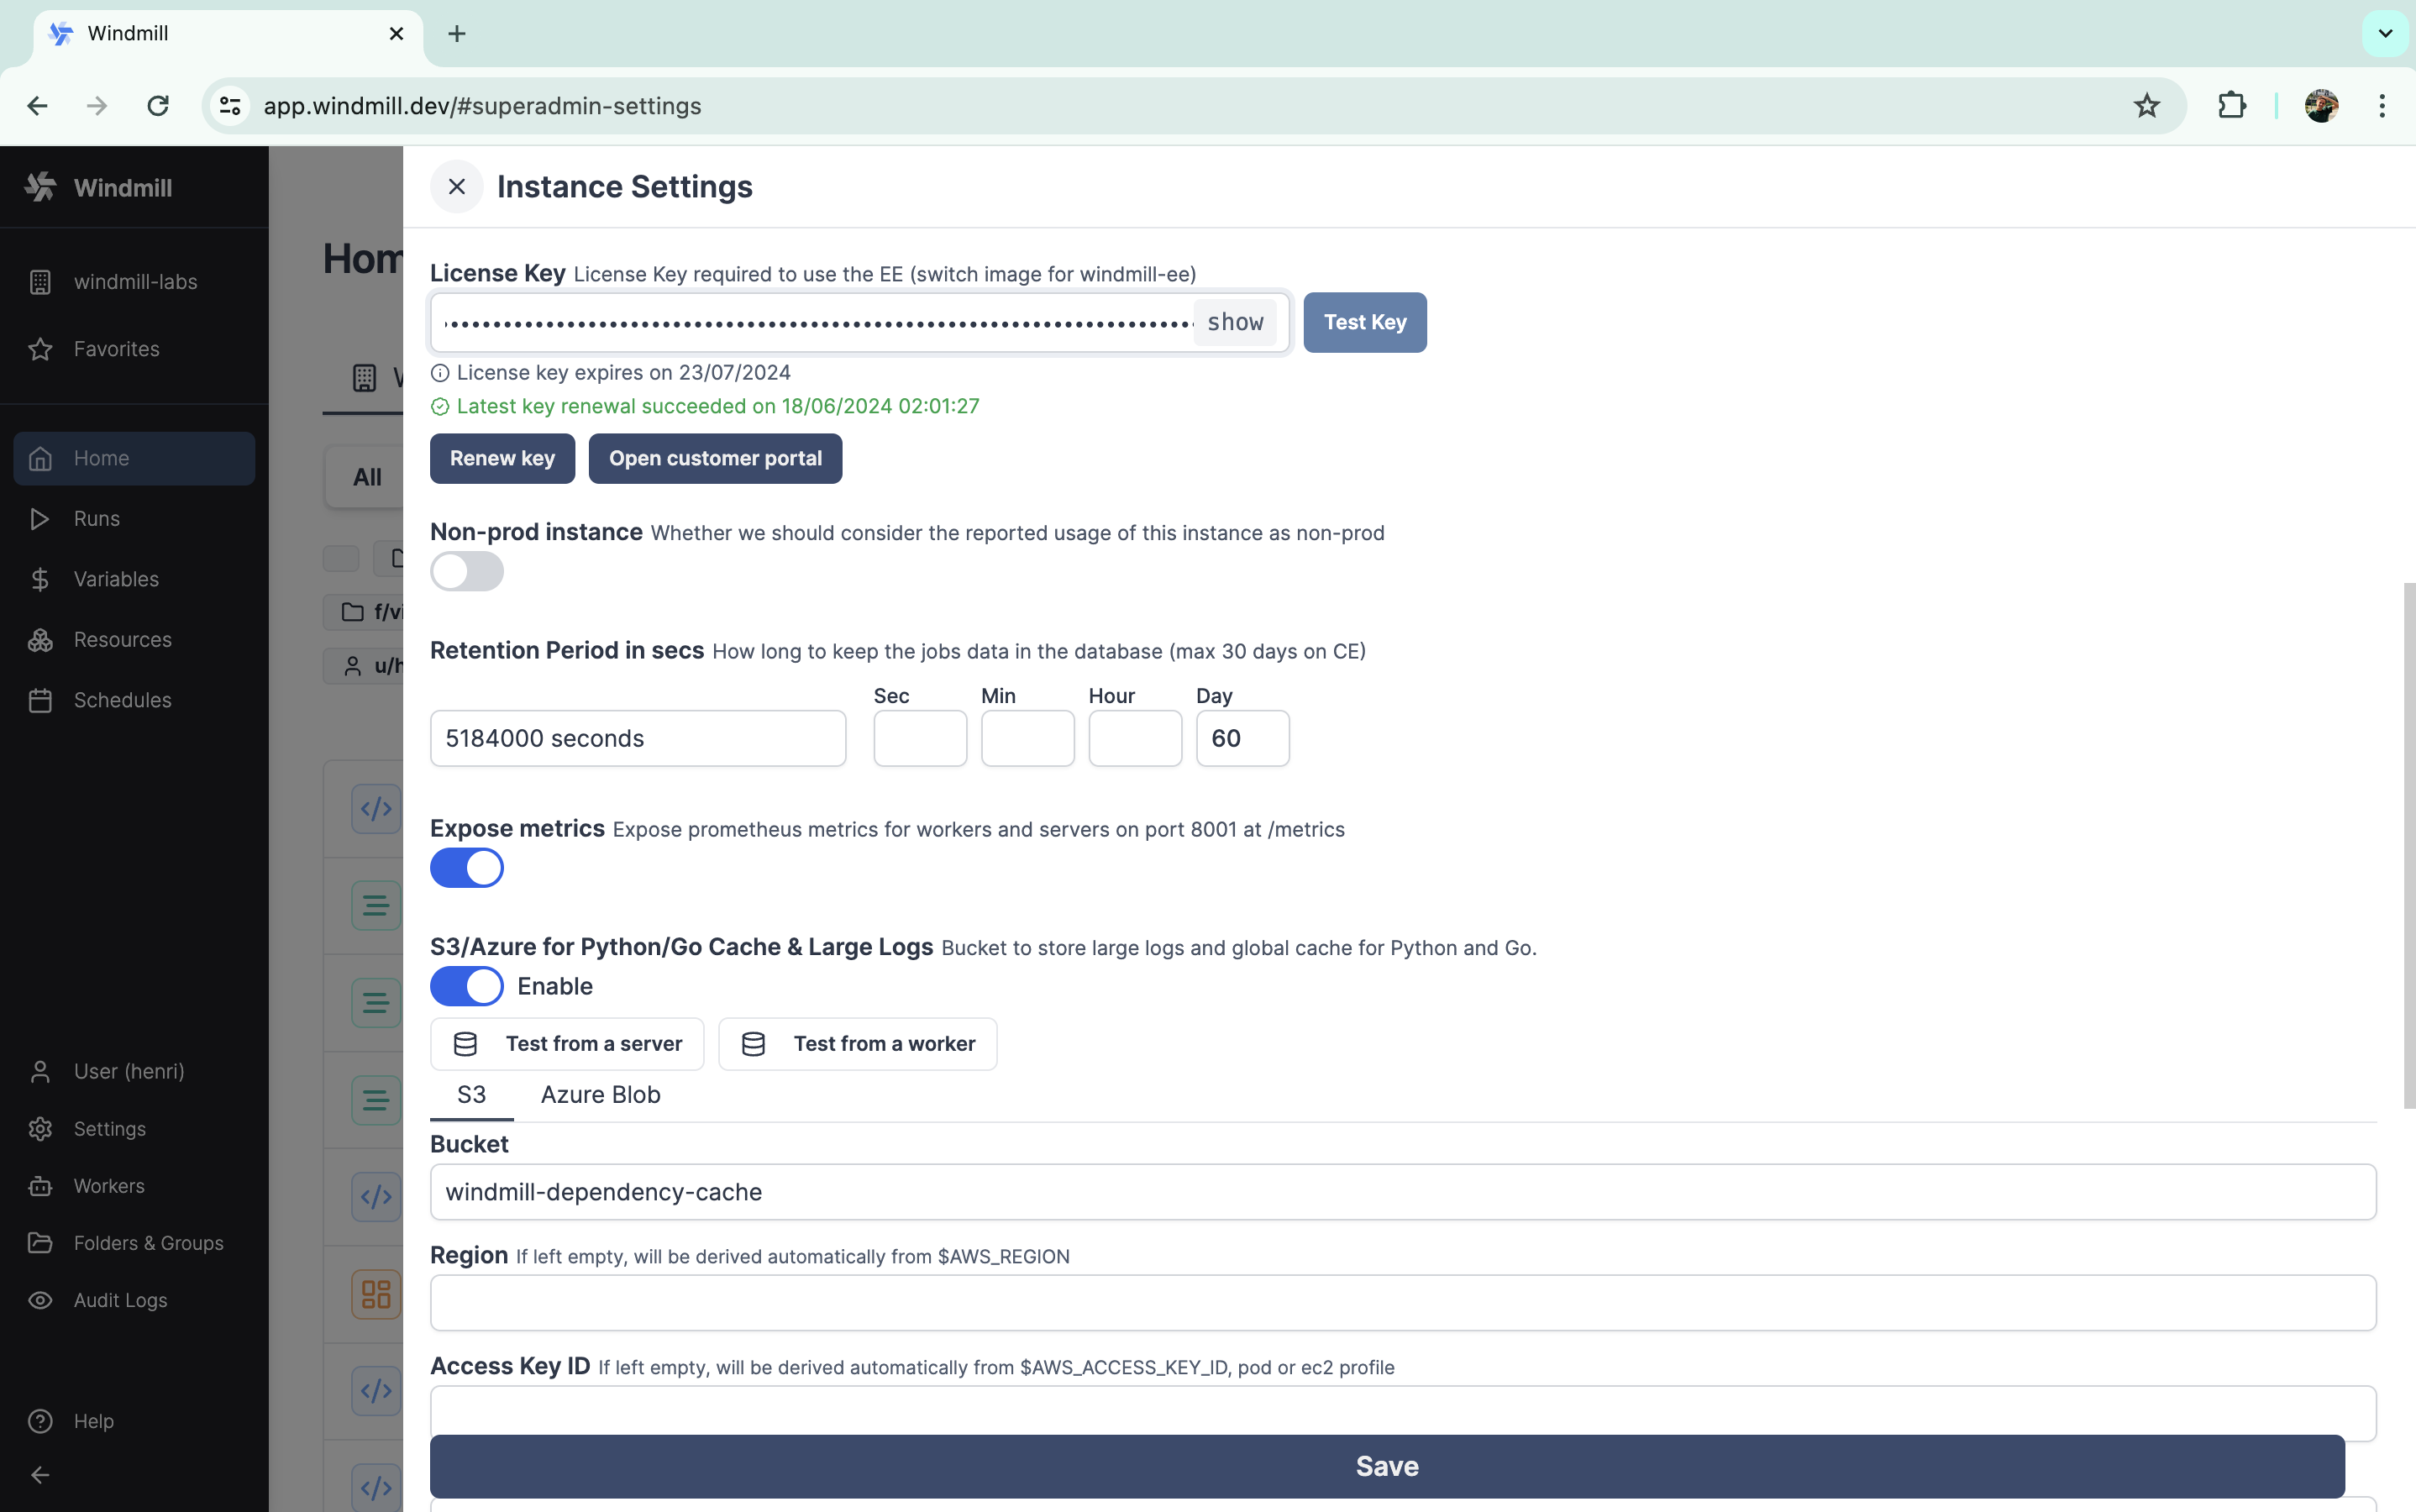 Windmill
app.windmill.dev/#superadmin-settings
Windmill
windmill-labs
Favorites
Home
Runs
Variables
Resources
Schedules
User (henri)
Settings
Workers
Folders & Groups
Audit Logs
Help
Hom
All
f/vi
u/h
Instance Settings
License Key License Key required to use the EE (switch image for windmill-ee)
show
Test Key
License key expires on 23/07/2024
Latest key renewal succeeded on 18/06/2024 02:01:27
Renew key
Open customer portal
Non-prod instance Whether we should consider the reported usage of this instance as non-prod
Retention Period in secs How long to keep the jobs data in the database (max 30 days on CE)
Sec Min Hour Day
5184000 seconds
60
Expose metrics Expose prometheus metrics for workers and servers on port 8001 at /metrics
S3/Azure for Python/Go Cache & Large Logs Bucket to store large logs and global cache for Python and Go.
Enable
Test from a server
Test from a worker
S3 Azure Blob
Bucket
windmill-dependency-cache
Region If left empty, will be derived automatically from $AWS_REGION
Access Key ID If left empty, will be derived automatically from $AWS_ACCESS_KEY_ID, pod or ec2 profile
Save